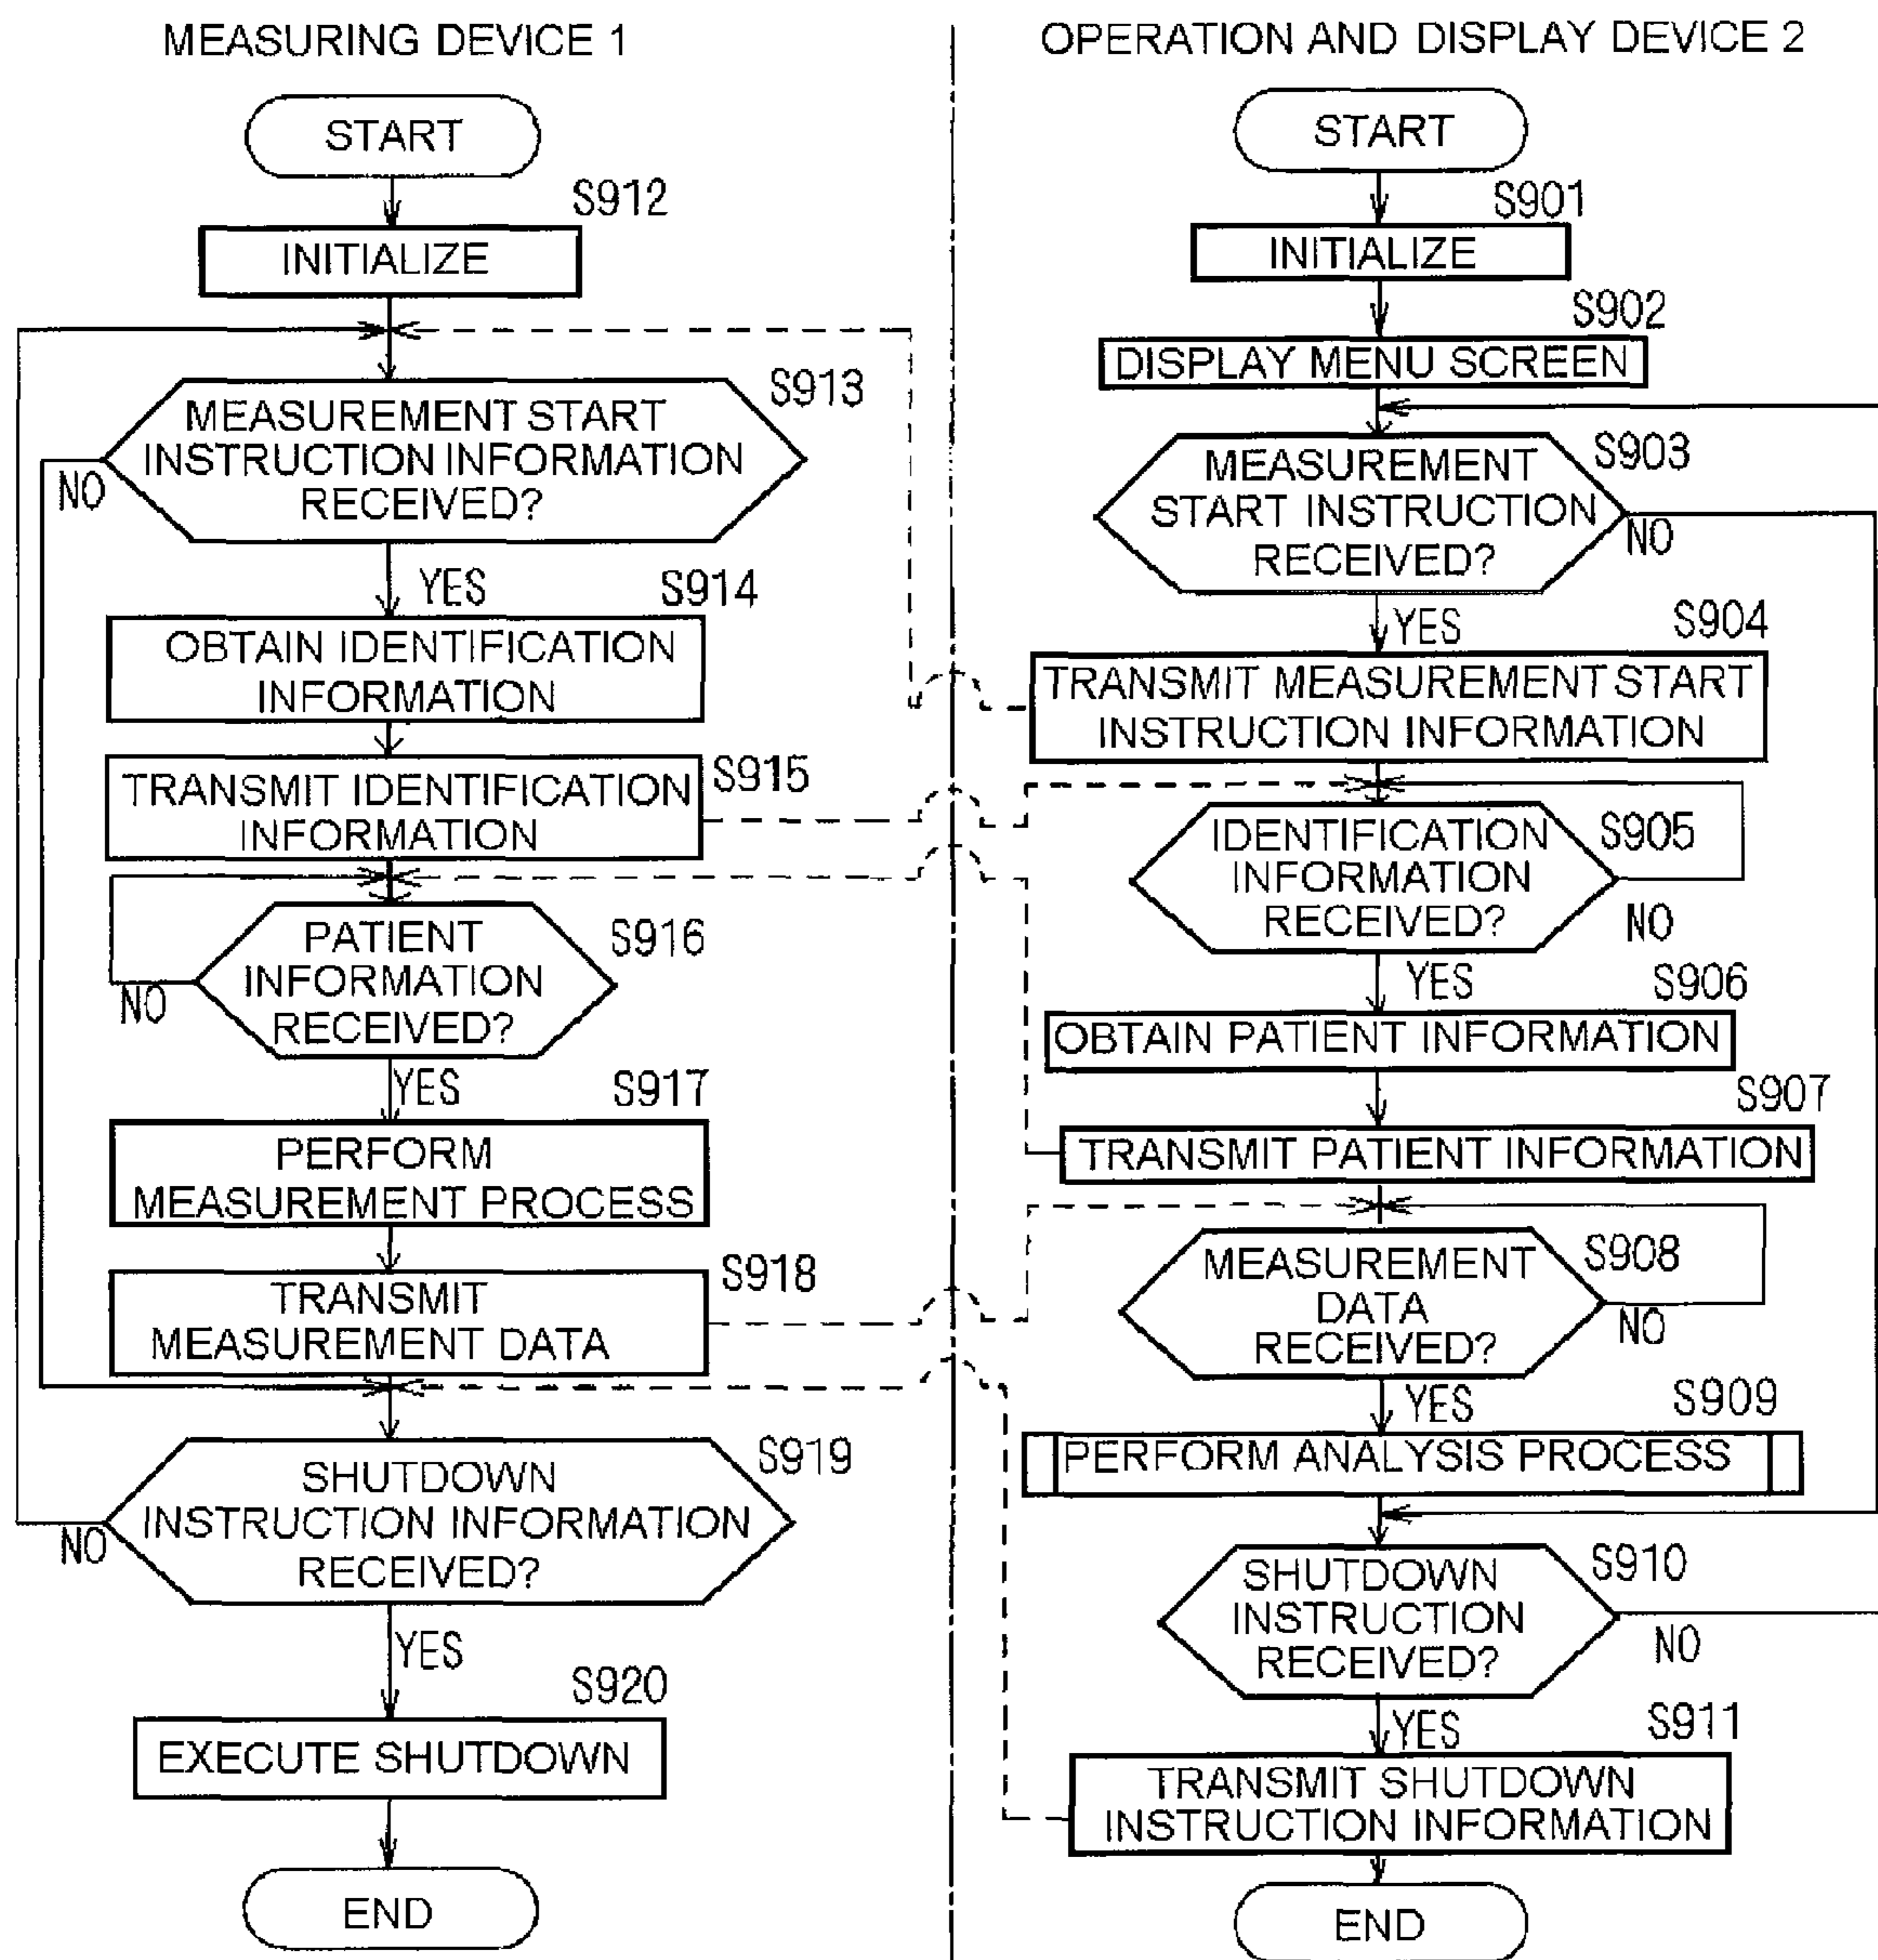 MEASURING DEVICE 1
START
S912
INITIALIZE
S913
MEASUREMENT START
INSTRUCTION INFORMATION
RECEIVED?
NO
YES
S914
OBTAIN IDENTIFICATION
INFORMATION
S915
TRANSMIT IDENTIFICATION
INFORMATION
S916
PATIENT
INFORMATION
RECEIVED?
NO
YES
S917
PERFORM
MEASUREMENT PROCESS
S918
TRANSMIT
MEASUREMENT DATA
S919
SHUTDOWN
INSTRUCTION INFORMATION
RECEIVED?
NO
YES
S920
EXECUTE SHUTDOWN
END
OPERATION AND DISPLAY DEVICE 2
START
S901
INITIALIZE
S902
DISPLAY MENU SCREEN
S903
MEASUREMENT
START INSTRUCTION
RECEIVED?
NO
YES
S904
TRANSMIT MEASUREMENT START
INSTRUCTION INFORMATION
S905
IDENTIFICATION
INFORMATION
RECEIVED?
NO
YES
S906
OBTAIN PATIENT INFORMATION
S907
TRANSMIT PATIENT INFORMATION
S908
MEASUREMENT
DATA
RECEIVED?
NO
YES
S909
PERFORM ANALYSIS PROCESS
S910
SHUTDOWN
INSTRUCTION
RECEIVED?
NO
YES
S911
TRANSMIT SHUTDOWN
INSTRUCTION INFORMATION
END